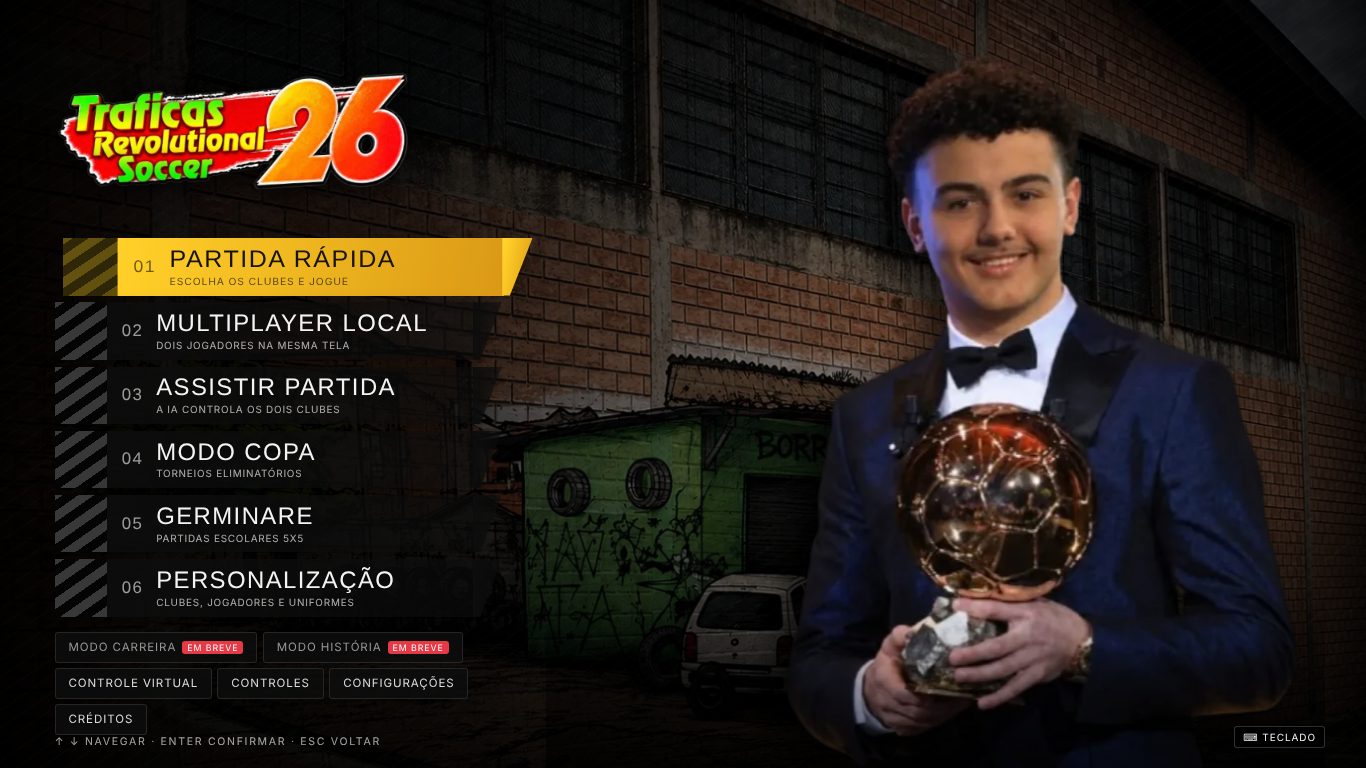 Traficas
Revolutional
Soccer
26
01 PARTIDA RÁPIDA
ESCOLHA OS CLUBES E JOGUE
02 MULTIPLAYER LOCAL
DOIS JOGADORES NA MESMA TELA
03 ASSISTIR PARTIDA
A IA CONTROLA OS DOIS CLUBES
04 MODO COPA
TORNEIOS ELIMINATÓRIOS
05 GERMINARE
PARTIDAS ESCOLARES 5X5
06 PERSONALIZAÇÃO
CLUBES, JOGADORES E UNIFORMES
MODO CARREIRA EM BREVE MODO HISTÓRIA EM BREVE
CONTROLE VIRTUAL CONTROLES CONFIGURAÇÕES
CRÉDITOS
↑ ↓ NAVEGAR · ENTER CONFIRMAR · ESC VOLTAR
BORR
⌨ TECLADO